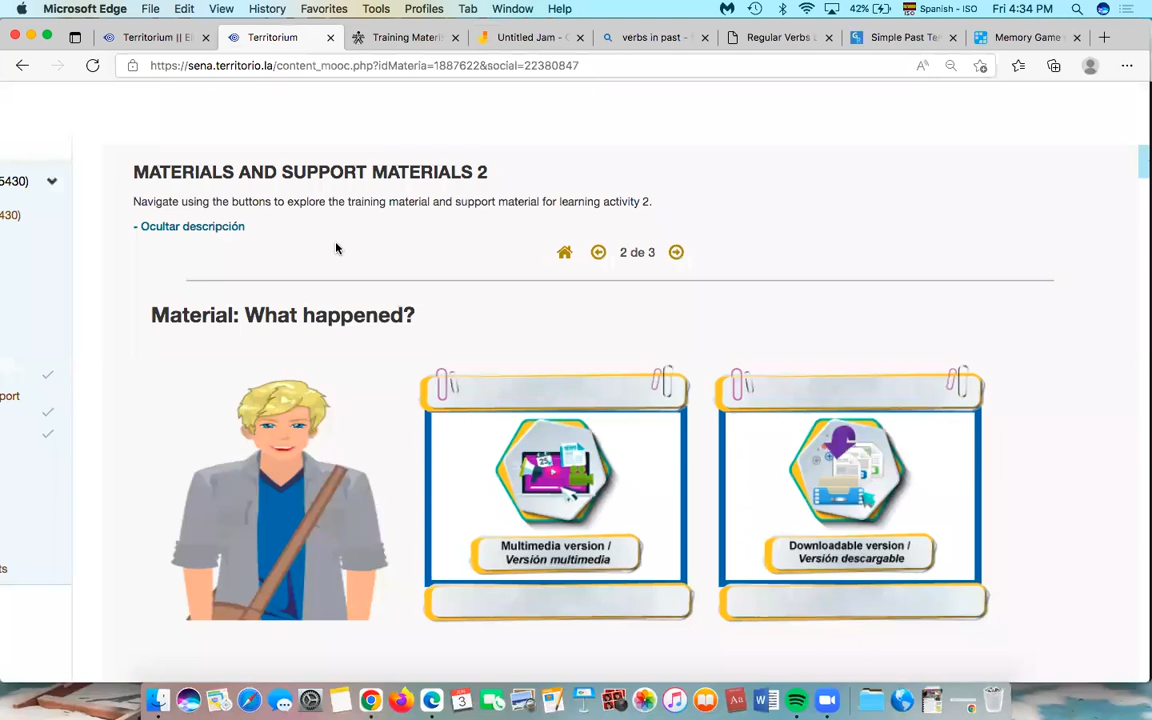 Microsoft Edge File Edit View History Favorites Tools Profiles Tab Window Help 42% Spanish - ISO Fri 4:34 PM
Territorium || El Territorium Training Materi Untitled Jam - verbs in past - Regular Verbs Simple Past Te Memory Game
https://sena.territorio.la/content_mooc.php?idMateria=1887622&social=22380847
5430)
430)
port
ts
MATERIALS AND SUPPORT MATERIALS 2
Navigate using the buttons to explore the training material and support material for learning activity 2.
- Ocultar descripción
2 de 3
Material: What happened?
Multimedia version /
Versión multimedia
Downloadable version /
Versión descargable